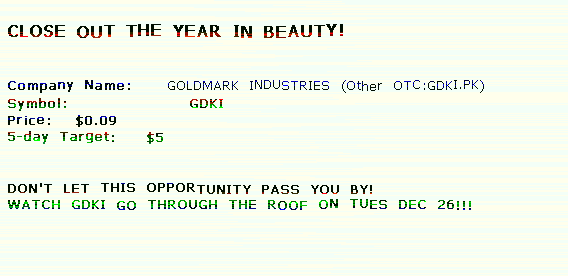 CLOSE OUT THE YEAR IN BEAUTY!
Company Name: GOLDMARK INDUSTRIES (Other OTC:GDKI.PK)
Symbol: GDKI
Price: $0.09
5-day Target: $5
DON'T LET THIS OPPORTUNITY PASS YOU BY!
WATCH GDKI GO THROUGH THE ROOF ON TUES DEC 26!!!